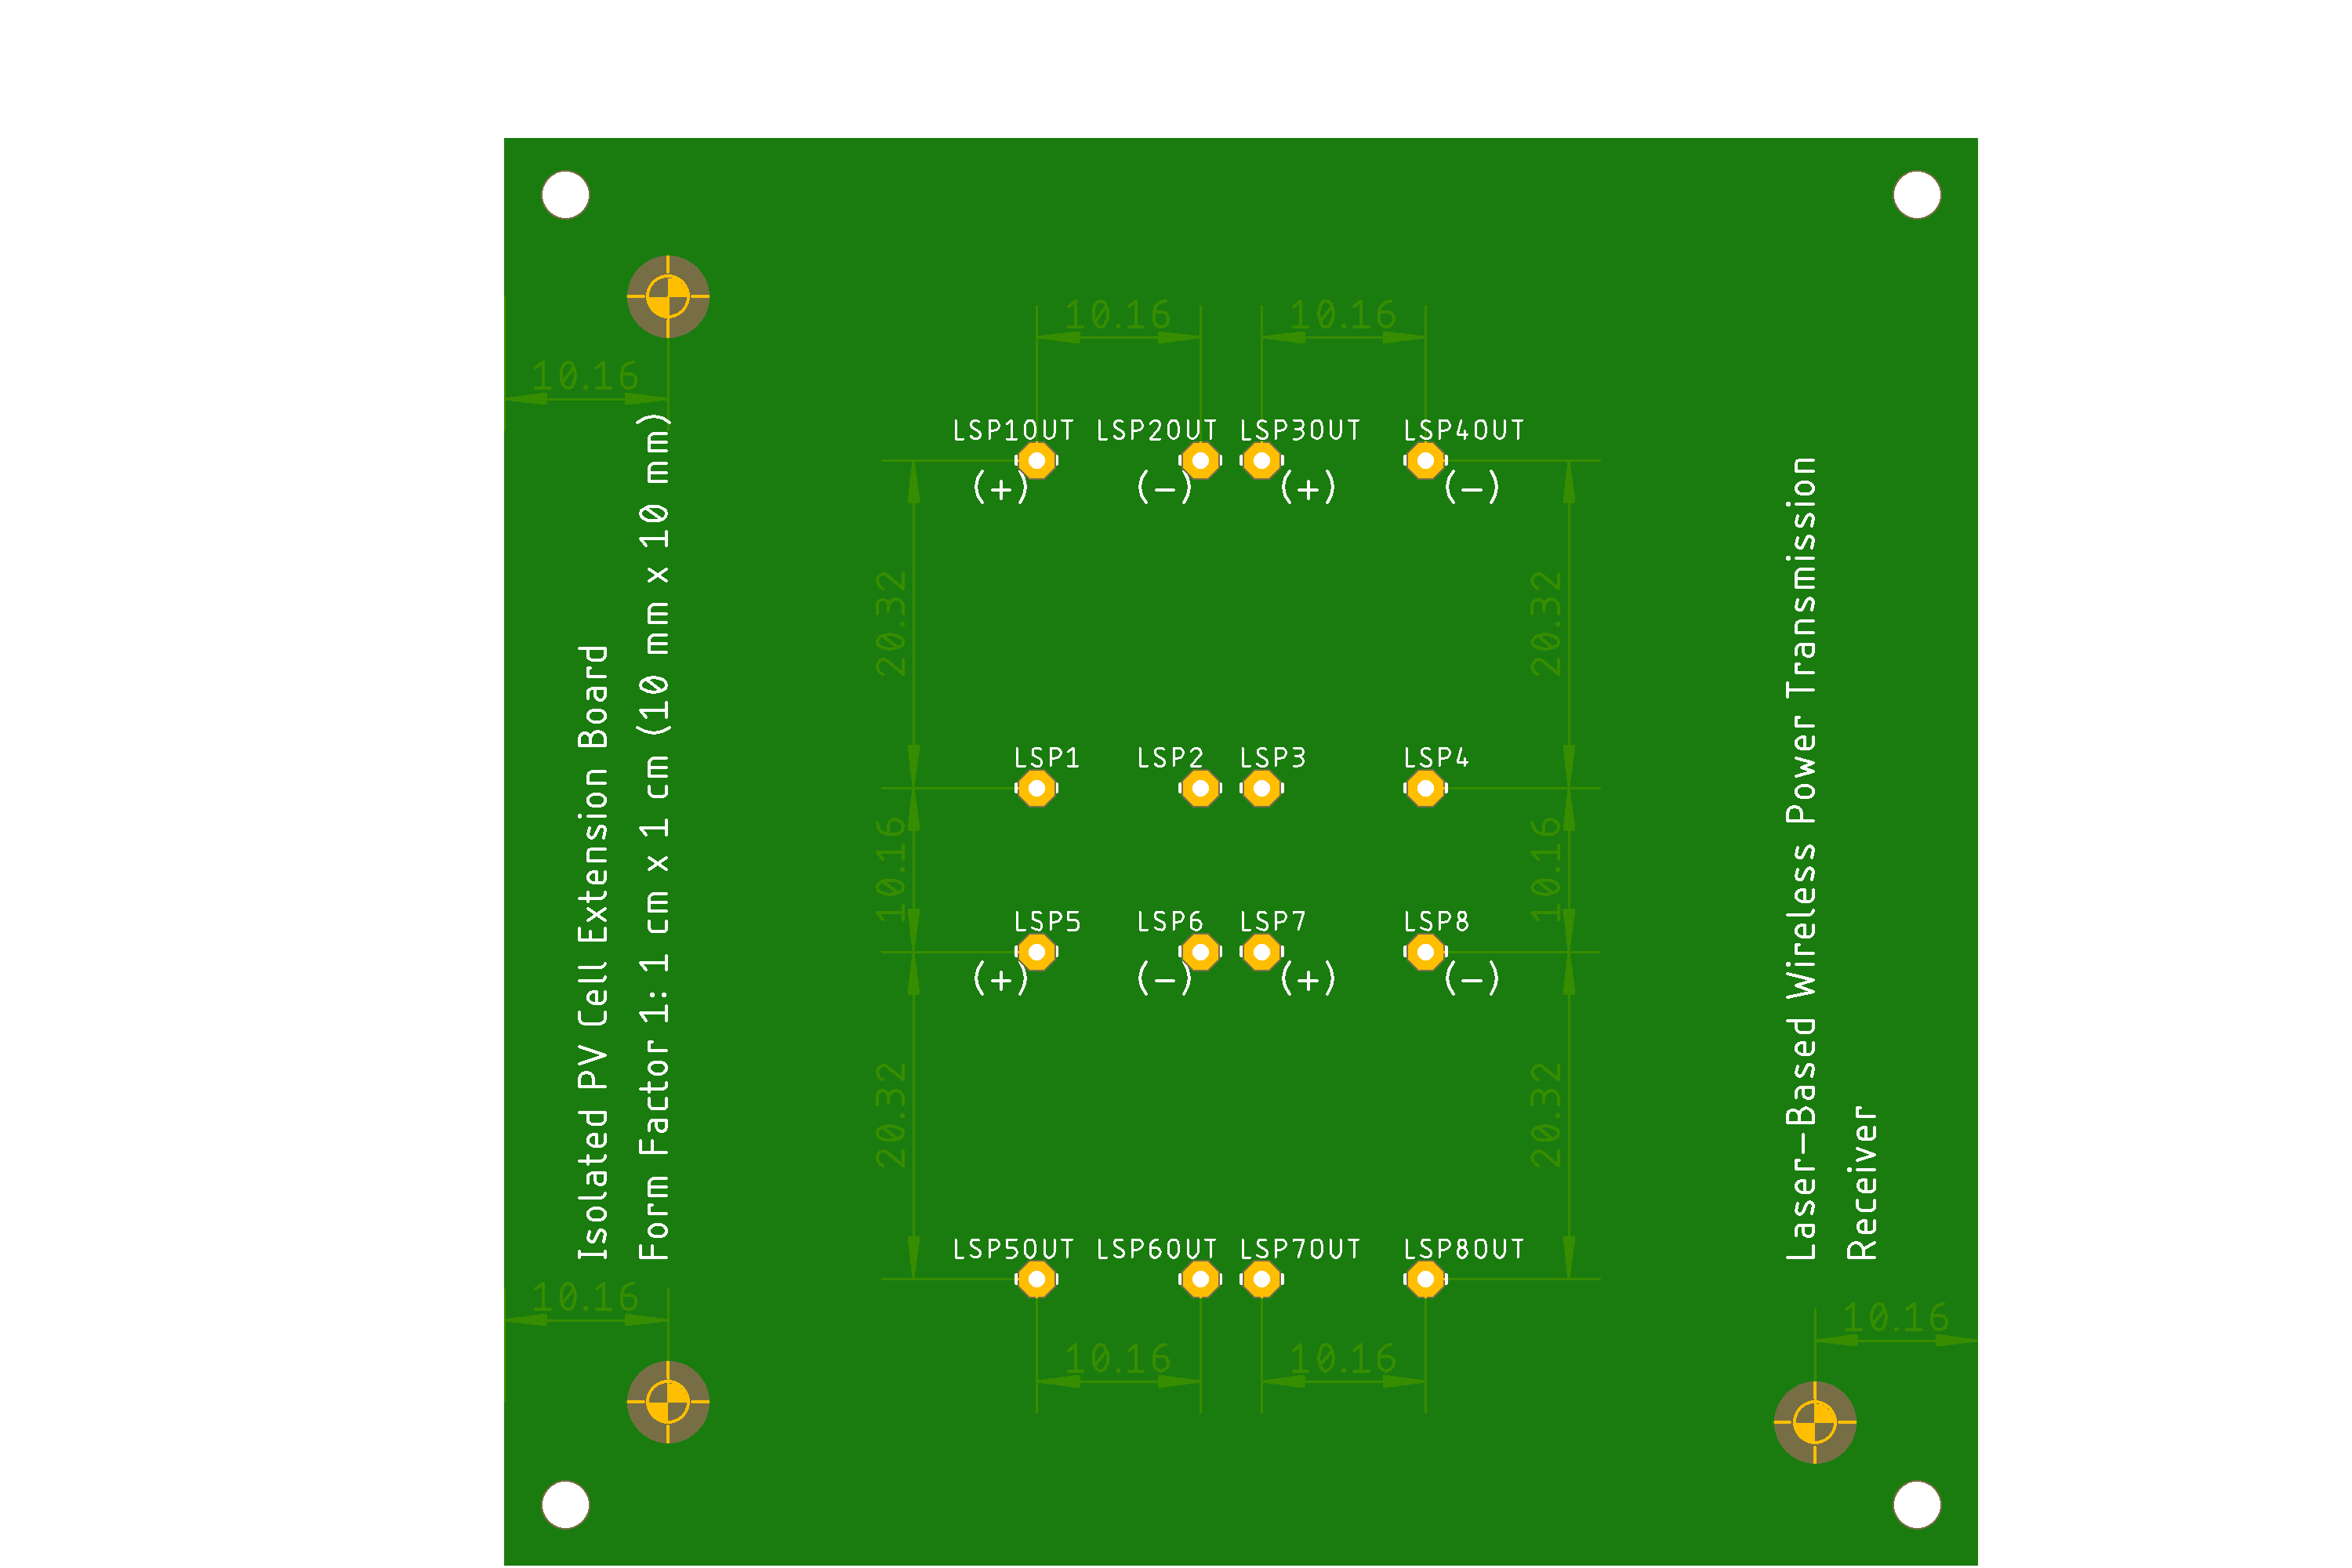 Isolated PV Cell Extension Board
Form Factor 1: 1 cm x 1 cm (10 mm x 10 mm)
10.16
10.16
10.16
10.16
LSP1OUT LSP2OUT LSP3OUT LSP4OUT
(+) (-) (+) (-)
20.32
20.32
LSP1 LSP2 LSP3 LSP4
10.16
10.16
LSP5 LSP6 LSP7 LSP8
(+) (-) (+) (-)
20.32
20.32
LSP5OUT LSP6OUT LSP7OUT LSP8OUT
10.16
10.16
10.16
Laser-Based Wireless Power Transmission
Receiver